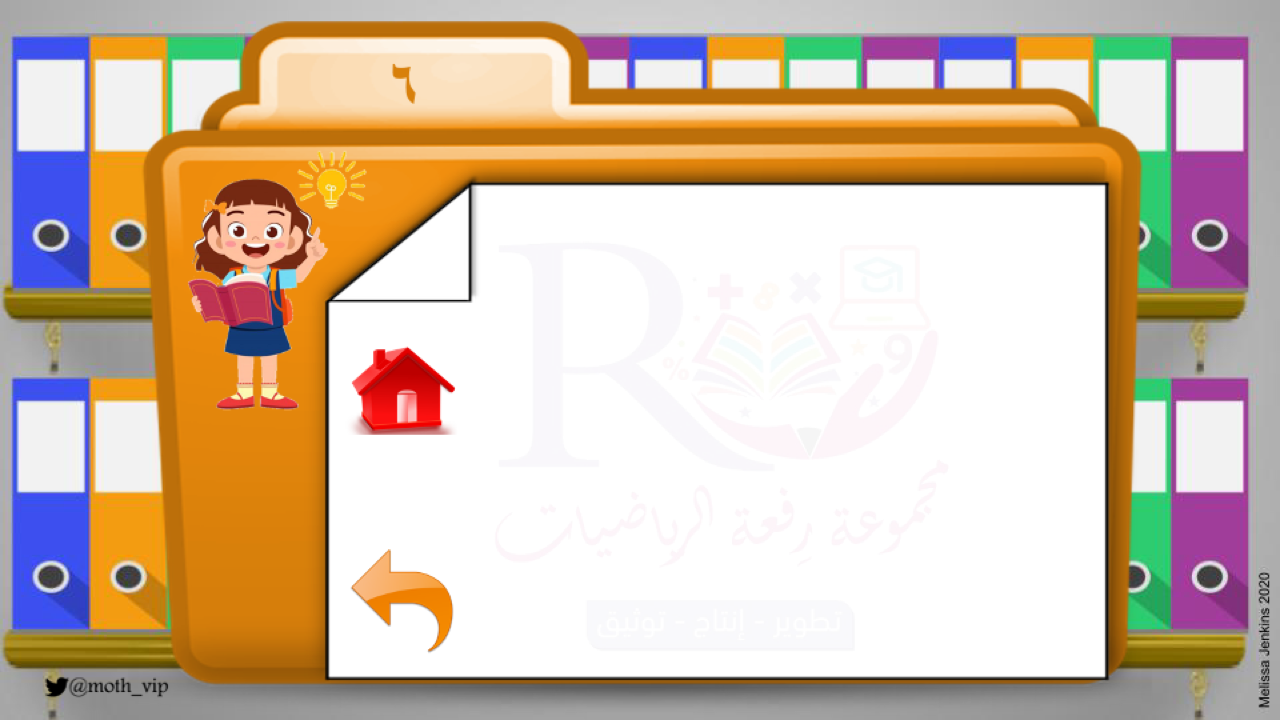 ٦
مجموعة رفعة الرياضيات
تطوير - إنتاج - توثيق
@moth_vip
Melissa Jenkins 2020